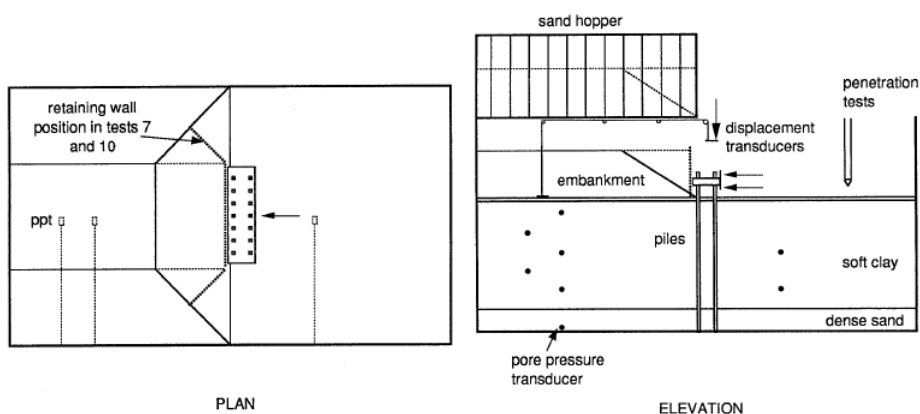 retaining wall
position in tests 7
and 10
ppt
PLAN
sand hopper
penetration
tests
displacement
transducers
embankment
piles
soft clay
dense sand
pore pressure
transducer
ELEVATION